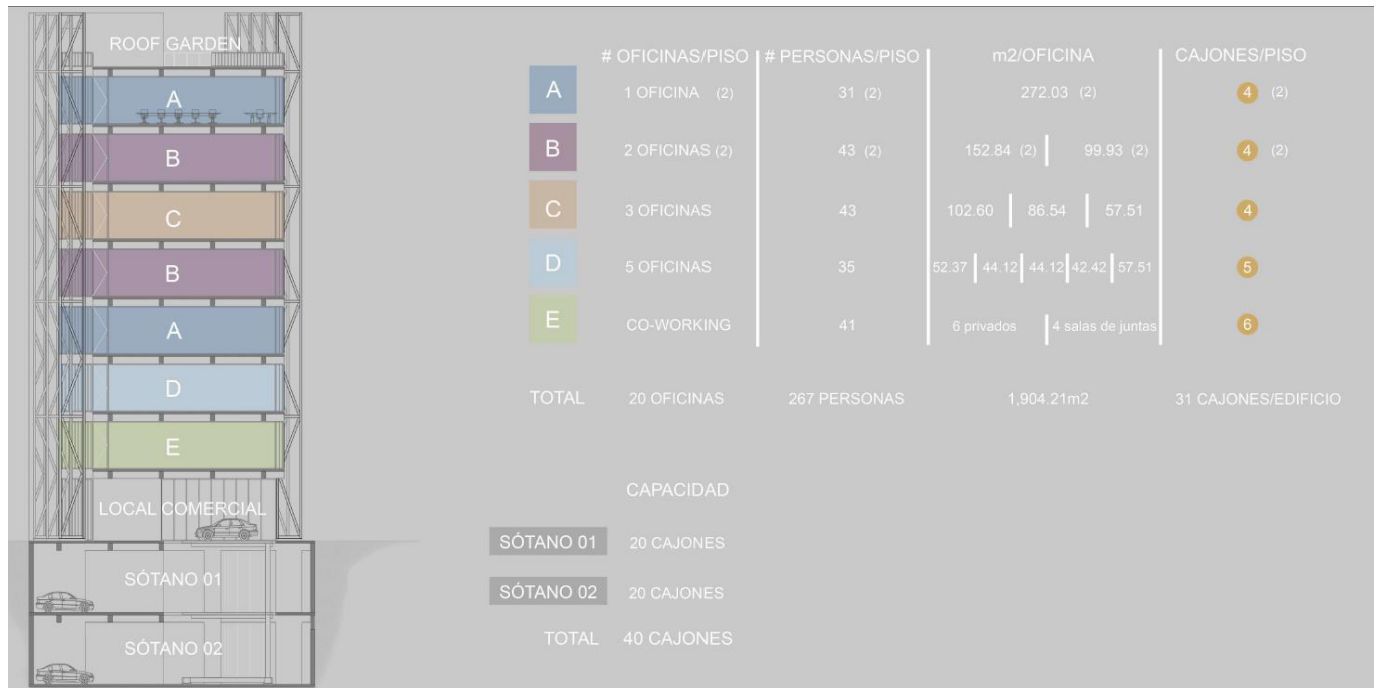 ROOF GARDEN
A
B
C
B
A
D
E
LOCAL COMERCIAL
SÓTANO 01
SÓTANO 02
# OFICINAS/PISO # PERSONAS/PISO m2/OFICINA CAJONES/PISO
A 1 OFICINA (2) 31 (2) 272.03 (2) 4 (2)
B 2 OFICINAS (2) 43 (2) 152.84 (2) 99.93 (2) 4 (2)
C 3 OFICINAS 43 102.60 86.54 57.51 4
D 5 OFICINAS 35 52.37 44.12 44.12 42.42 57.51 5
E CO-WORKING 41 6 privados 4 salas de juntas 6
TOTAL 20 OFICINAS 267 PERSONAS 1,904.21m2 31 CAJONES/EDIFICIO
CAPACIDAD
SÓTANO 01 20 CAJONES
SÓTANO 02 20 CAJONES
TOTAL 40 CAJONES